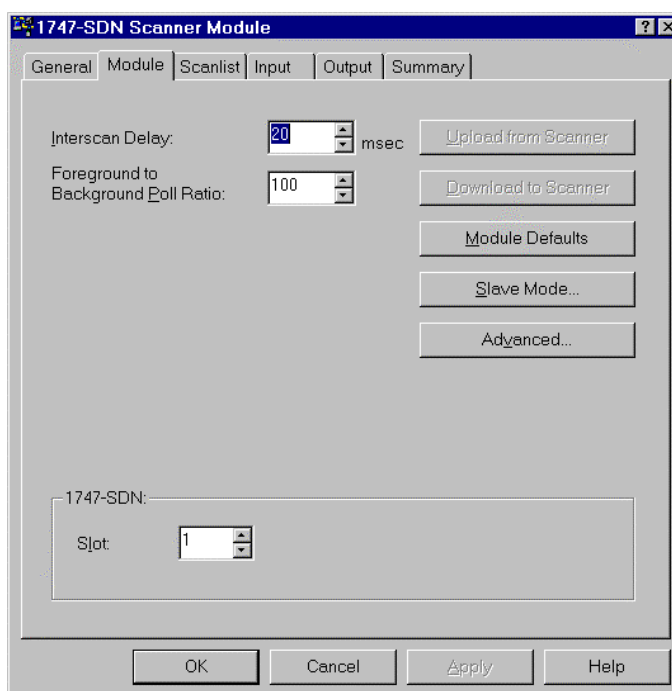 1747-SDN Scanner Module
General Module Scanlist Input Output Summary
Interscan Delay: 20 msec
Upload from Scanner
Foreground to
Background Poll Ratio: 100
Download to Scanner
Module Defaults
Slave Mode...
Advanced...
1747-SDN:
Slot: 1
OK Cancel Apply Help